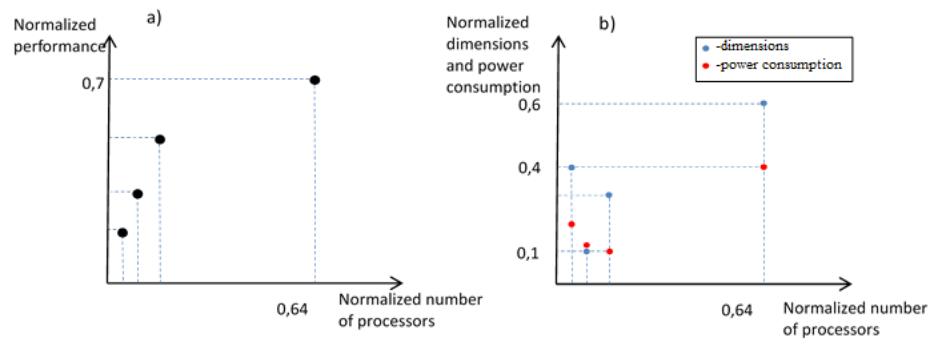 Normalized
performance
a)
0,7
0,64
Normalized number
of processors
Normalized
dimensions
and power
consumption
b)
-dimensions
-power consumption
0,6
0,4
0,1
0,64
Normalized number
of processors